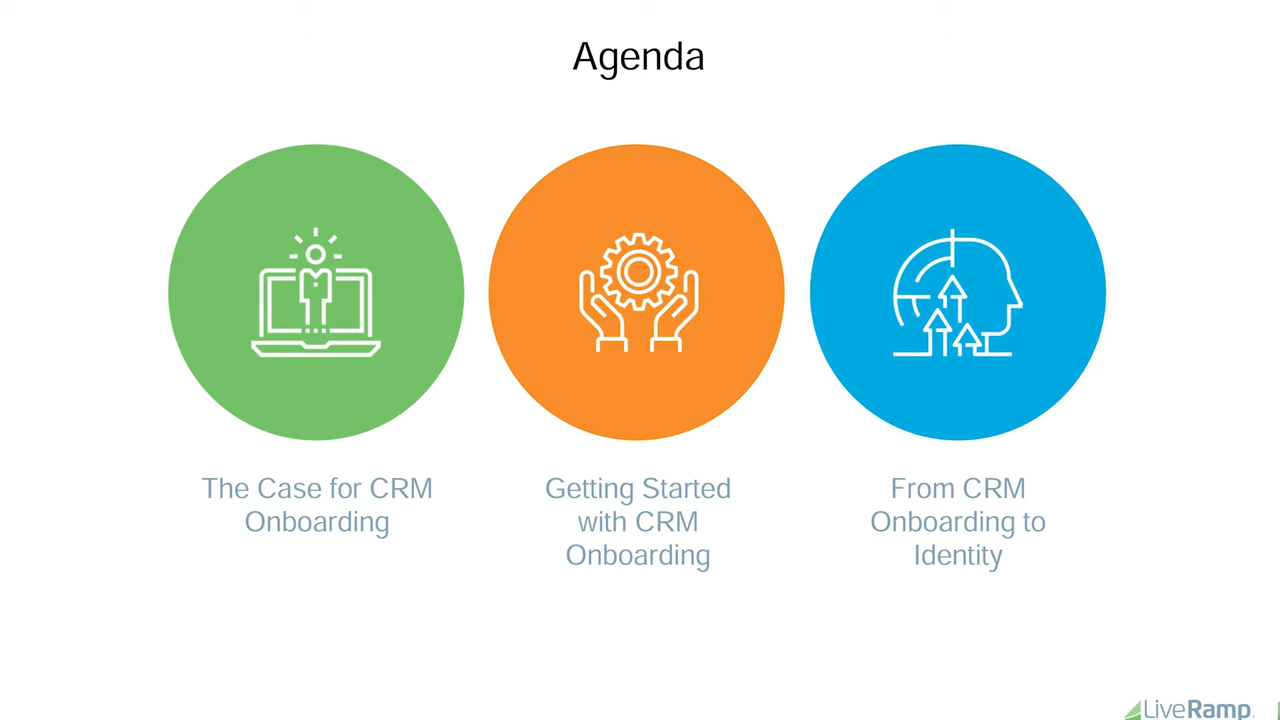 Agenda
The Case for CRM
Onboarding
Getting Started
with CRM
Onboarding
From CRM
Onboarding to
Identity
LiveRamp